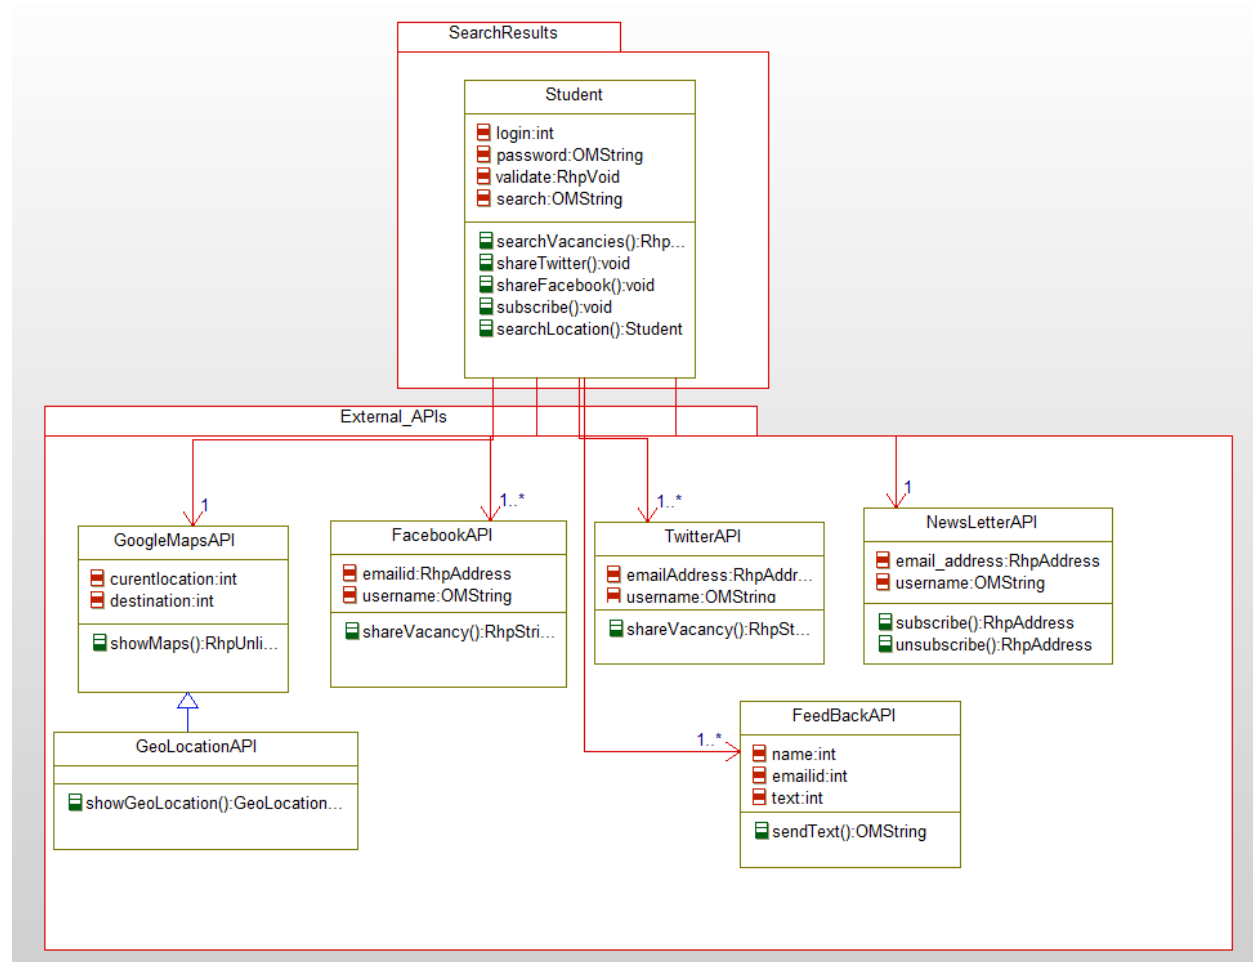 SearchResults
Student
login:int
password:OMString
validate:RhpVoid
search:OMString
searchVacancies():Rhp...
shareTwitter():void
shareFacebook():void
subscribe():void
searchLocation():Student
External_APIs
1
1..*
1..*
1
GoogleMapsAPI
curentlocation:int
destination:int
showMaps():RhpUnli...
FacebookAPI
emailid:RhpAddress
username:OMString
shareVacancy():RhpStri...
TwitterAPI
emailAddress:RhpAddr...
username:OMString
shareVacancy():RhpSt...
NewsLetterAPI
email_address:RhpAddress
username:OMString
subscribe():RhpAddress
unsubscribe():RhpAddress
GeoLocationAPI
showGeoLocation():GeoLocation...
1..*
FeedBackAPI
name:int
emailid:int
text:int
sendText():OMString